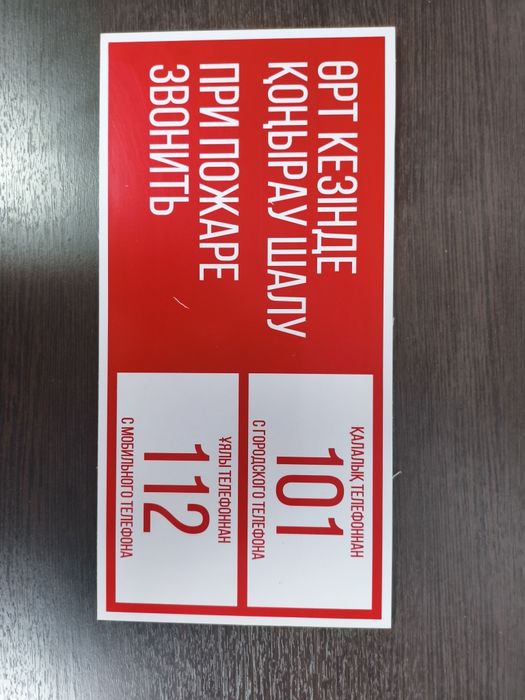 ӨРТ КЕЗІНДЕ
ҚОҢЫРАУ ШАЛУ
ПРИ ПОЖАРЕ
ЗВОНИТЬ
ҚАЛАЛЫҚ ТЕЛЕФОННАН
101
С ГОРОДСКОГО ТЕЛЕФОНА
ҰЯЛЫ ТЕЛЕФОННАН
112
С МОБИЛЬНОГО ТЕЛЕФОНА